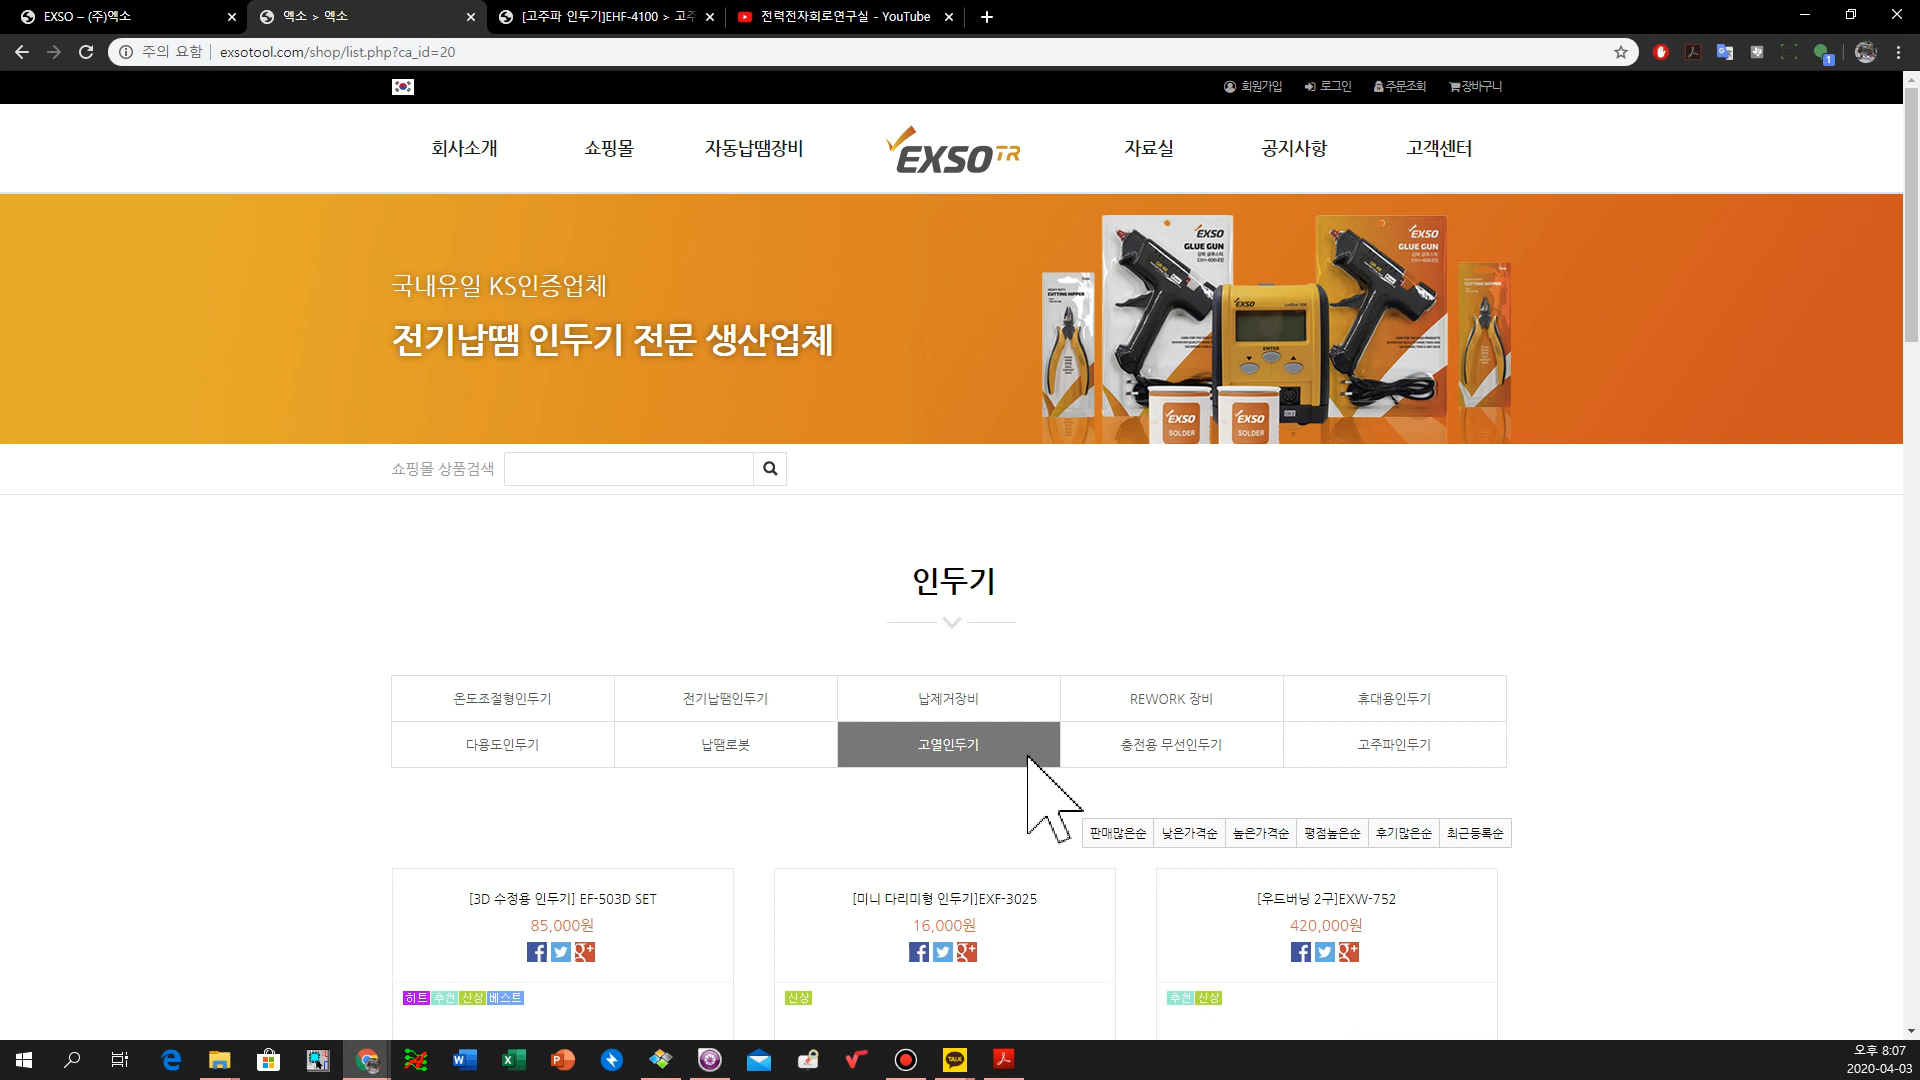 EXSO – (주)엑소
엑소 > 엑소
[고주파 인두기]EHF-4100 > 고주
전력전자회로연구실 - YouTube
주의 요함
exsotool.com/shop/list.php?ca_id=20
회원가입
로그인
주문조회
장바구니
회사소개
쇼핑몰
자동납땜장비
EXSO TR
자료실
공지사항
고객센터
국내유일 KS인증업체
전기납땜 인두기 전문 생산업체
EXSO
GLUE GUN
EXSO
GLUE GUN
CUTTING NIPPER
CUTTING NIPPER
EXSO
ENTER
EXSO
SOLDER
EXSO
SOLDER
쇼핑몰 상품검색
인두기
온도조절형인두기
전기납땜인두기
납제거장비
REWORK 장비
휴대용인두기
다용도인두기
납땜로봇
고열인두기
충전용 무선인두기
고주파인두기
판매많은순
낮은가격순
높은가격순
평점높은순
후기많은순
최근등록순
[3D 수정용 인두기] EF-503D SET
85,000원
히트 추천 신상 베스트
[미니 다리미형 인두기]EXF-3025
16,000원
신상
[우드버닝 2구]EXW-752
420,000원
추천 신상
TALK
오후 8:07
2020-04-03